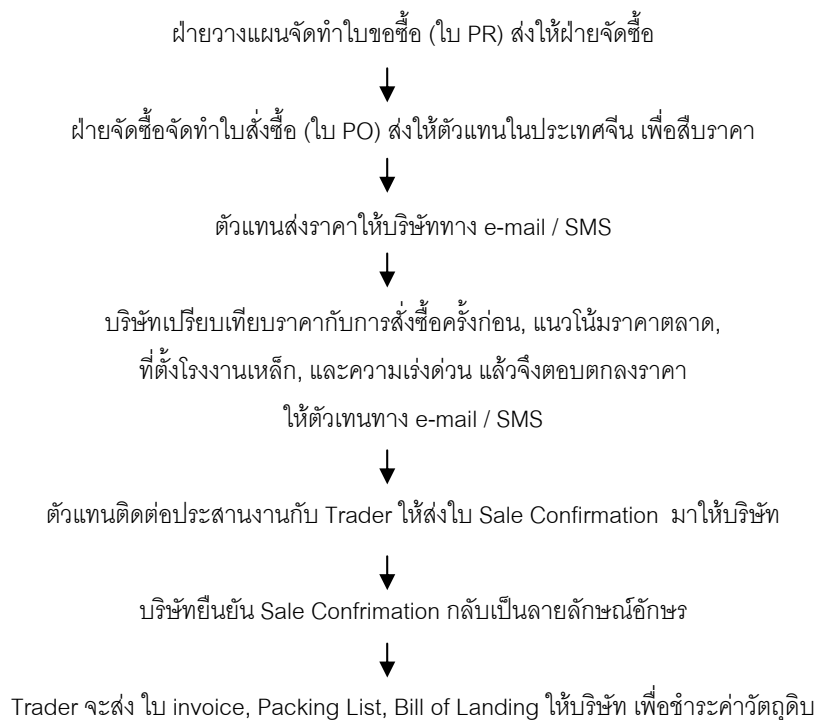 ฝ่ายวางแผนจัดทำใบขอซื้อ (ใบ PR) ส่งให้ฝ่ายจัดซื้อ
ฝ่ายจัดซื้อจัดทำใบสั่งซื้อ (ใบ PO) ส่งให้ตัวแทนในประเทศจีน เพื่อสืบราคา
ตัวแทนส่งราคาให้บริษัททาง e-mail / SMS
บริษัทเปรียบเทียบราคากับการสั่งซื้อครั้งก่อน, แนวโน้มราคาตลาด,
ที่ตั้งโรงงานเหล็ก, และความเร่งด่วน แล้วจึงตอบตกลงราคา
ให้ตัวเทนทาง e-mail / SMS
ตัวแทนติดต่อประสานงานกับ Trader ให้ส่งใบ Sale Confirmation มาให้บริษัท
บริษัทยืนยัน Sale Confrimation กลับเป็นลายลักษณ์อักษร
Trader จะส่ง ใบ invoice, Packing List, Bill of Landing ให้บริษัท เพื่อชำระค่าวัตถุดิบ